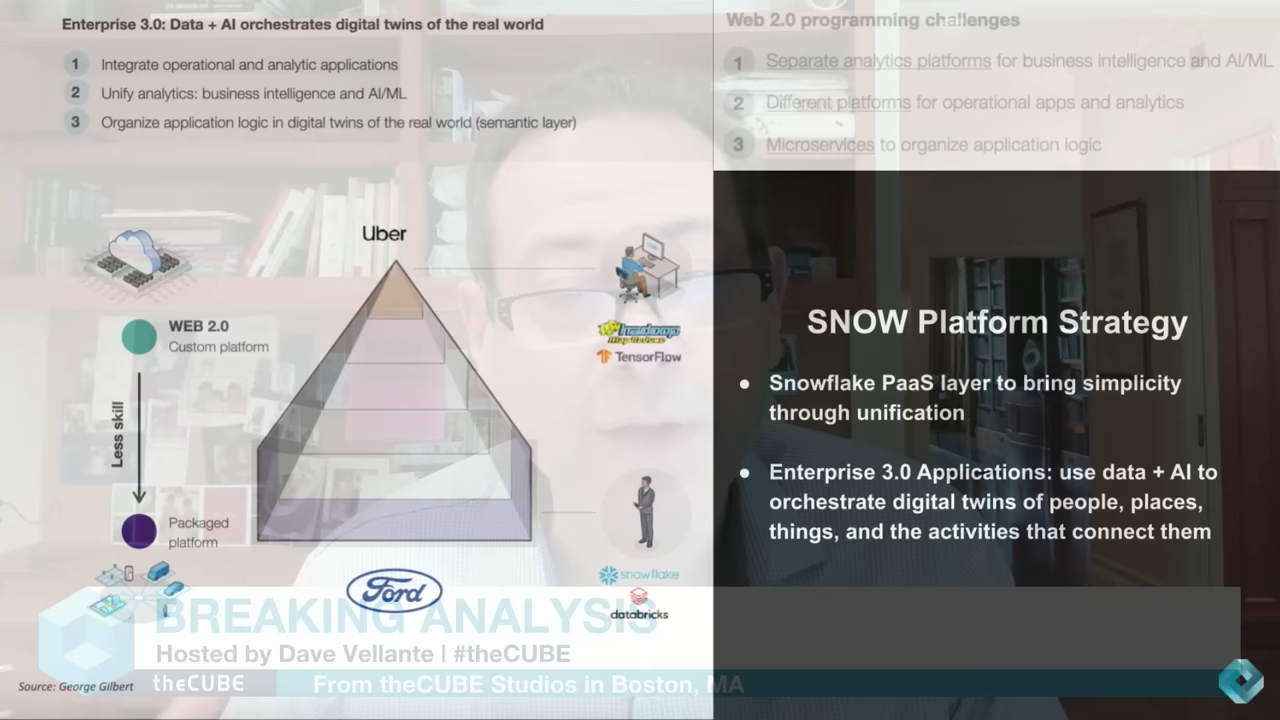 Enterprise 3.0: Data + AI orchestrates digital twins of the real world
1 Integrate operational and analytic applications
2 Unify analytics: business intelligence and AI/ML
3 Organize application logic in digital twins of the real world (semantic layer)
Web 2.0 programming challenges
1 Separate analytics platforms for business intelligence and AI/ML
2 Different platforms for operational apps and analytics
3 Microservices to organize application logic
Uber
WEB 2.0
Custom platform
Less skill
Packaged
platform
hadoop
Map Reduce
TensorFlow
Ford
snowflake
databricks
SNOW Platform Strategy
● Snowflake PaaS layer to bring simplicity
through unification
● Enterprise 3.0 Applications: use data + AI to
orchestrate digital twins of people, places,
things, and the activities that connect them
BREAKING ANALYSIS
Hosted by Dave Vellante | #theCUBE
theCUBE
From theCUBE Studios in Boston, MA
Source: George Gilbert